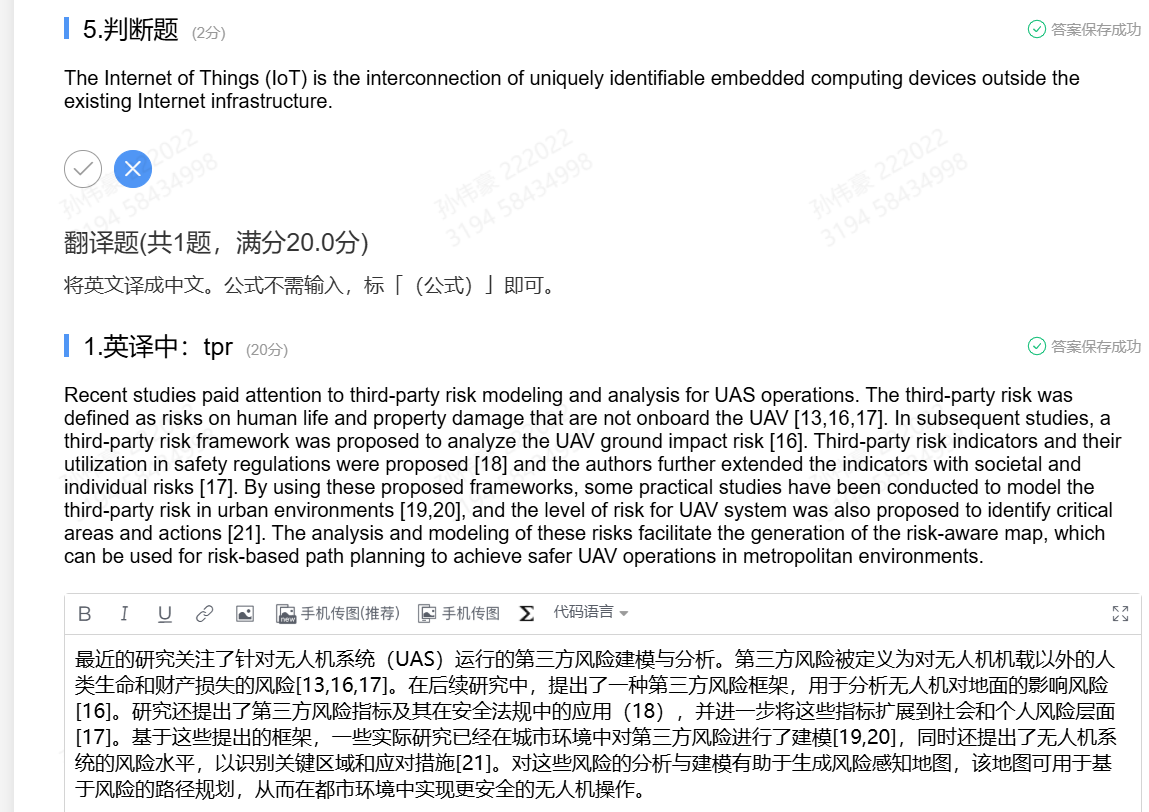 5.判断题 (2分) 答案保存成功
The Internet of Things (IoT) is the interconnection of uniquely identifiable embedded computing devices outside the
existing Internet infrastructure.
孙伟豪 222022
3194 58434998
孙伟豪 222022
3194 58434998
孙伟豪 222022
3194 58434998
翻译题(共1题，满分20.0分)
将英文译成中文。公式不需输入，标「（公式）」即可。
1.英译中：tpr (20分) 答案保存成功
Recent studies paid attention to third-party risk modeling and analysis for UAS operations. The third-party risk was
defined as risks on human life and property damage that are not onboard the UAV [13,16,17]. In subsequent studies, a
third-party risk framework was proposed to analyze the UAV ground impact risk [16]. Third-party risk indicators and their
utilization in safety regulations were proposed [18] and the authors further extended the indicators with societal and
individual risks [17]. By using these proposed frameworks, some practical studies have been conducted to model the
third-party risk in urban environments [19,20], and the level of risk for UAV system was also proposed to identify critical
areas and actions [21]. The analysis and modeling of these risks facilitate the generation of the risk-aware map, which
can be used for risk-based path planning to achieve safer UAV operations in metropolitan environments.
B I U new 手机传图(推荐) 手机传图 Σ 代码语言
最近的研究关注了针对无人机系统（UAS）运行的第三方风险建模与分析。第三方风险被定义为对无人机机载以外的人
类生命和财产损失的风险[13,16,17]。在后续研究中，提出了一种第三方风险框架，用于分析无人机对地面的影响风险
[16]。研究还提出了第三方风险指标及其在安全法规中的应用（18），并进一步将这些指标扩展到社会和个人风险层面
[17]。基于这些提出的框架，一些实际研究已经在城市环境中对第三方风险进行了建模[19,20]，同时还提出了无人机系
统的风险水平，以识别关键区域和应对措施[21]。对这些风险的分析与建模有助于生成风险感知地图，该地图可用于基
于风险的路径规划，从而在都市环境中实现更安全的无人机操作。